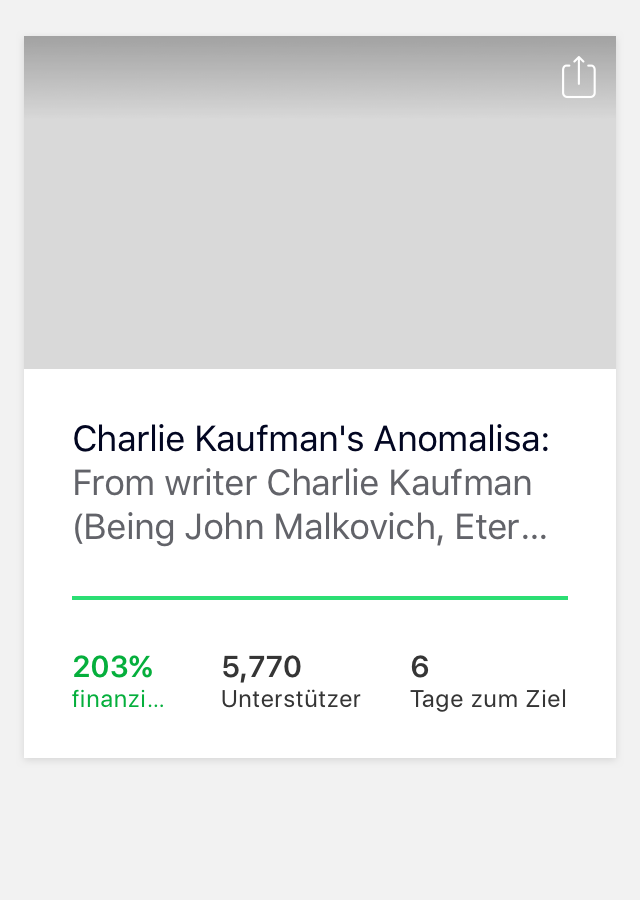 Charlie Kaufman's Anomalisa:
From writer Charlie Kaufman
(Being John Malkovich, Eter...
203% 5,770 6
finanzi... Unterstützer Tage zum Ziel